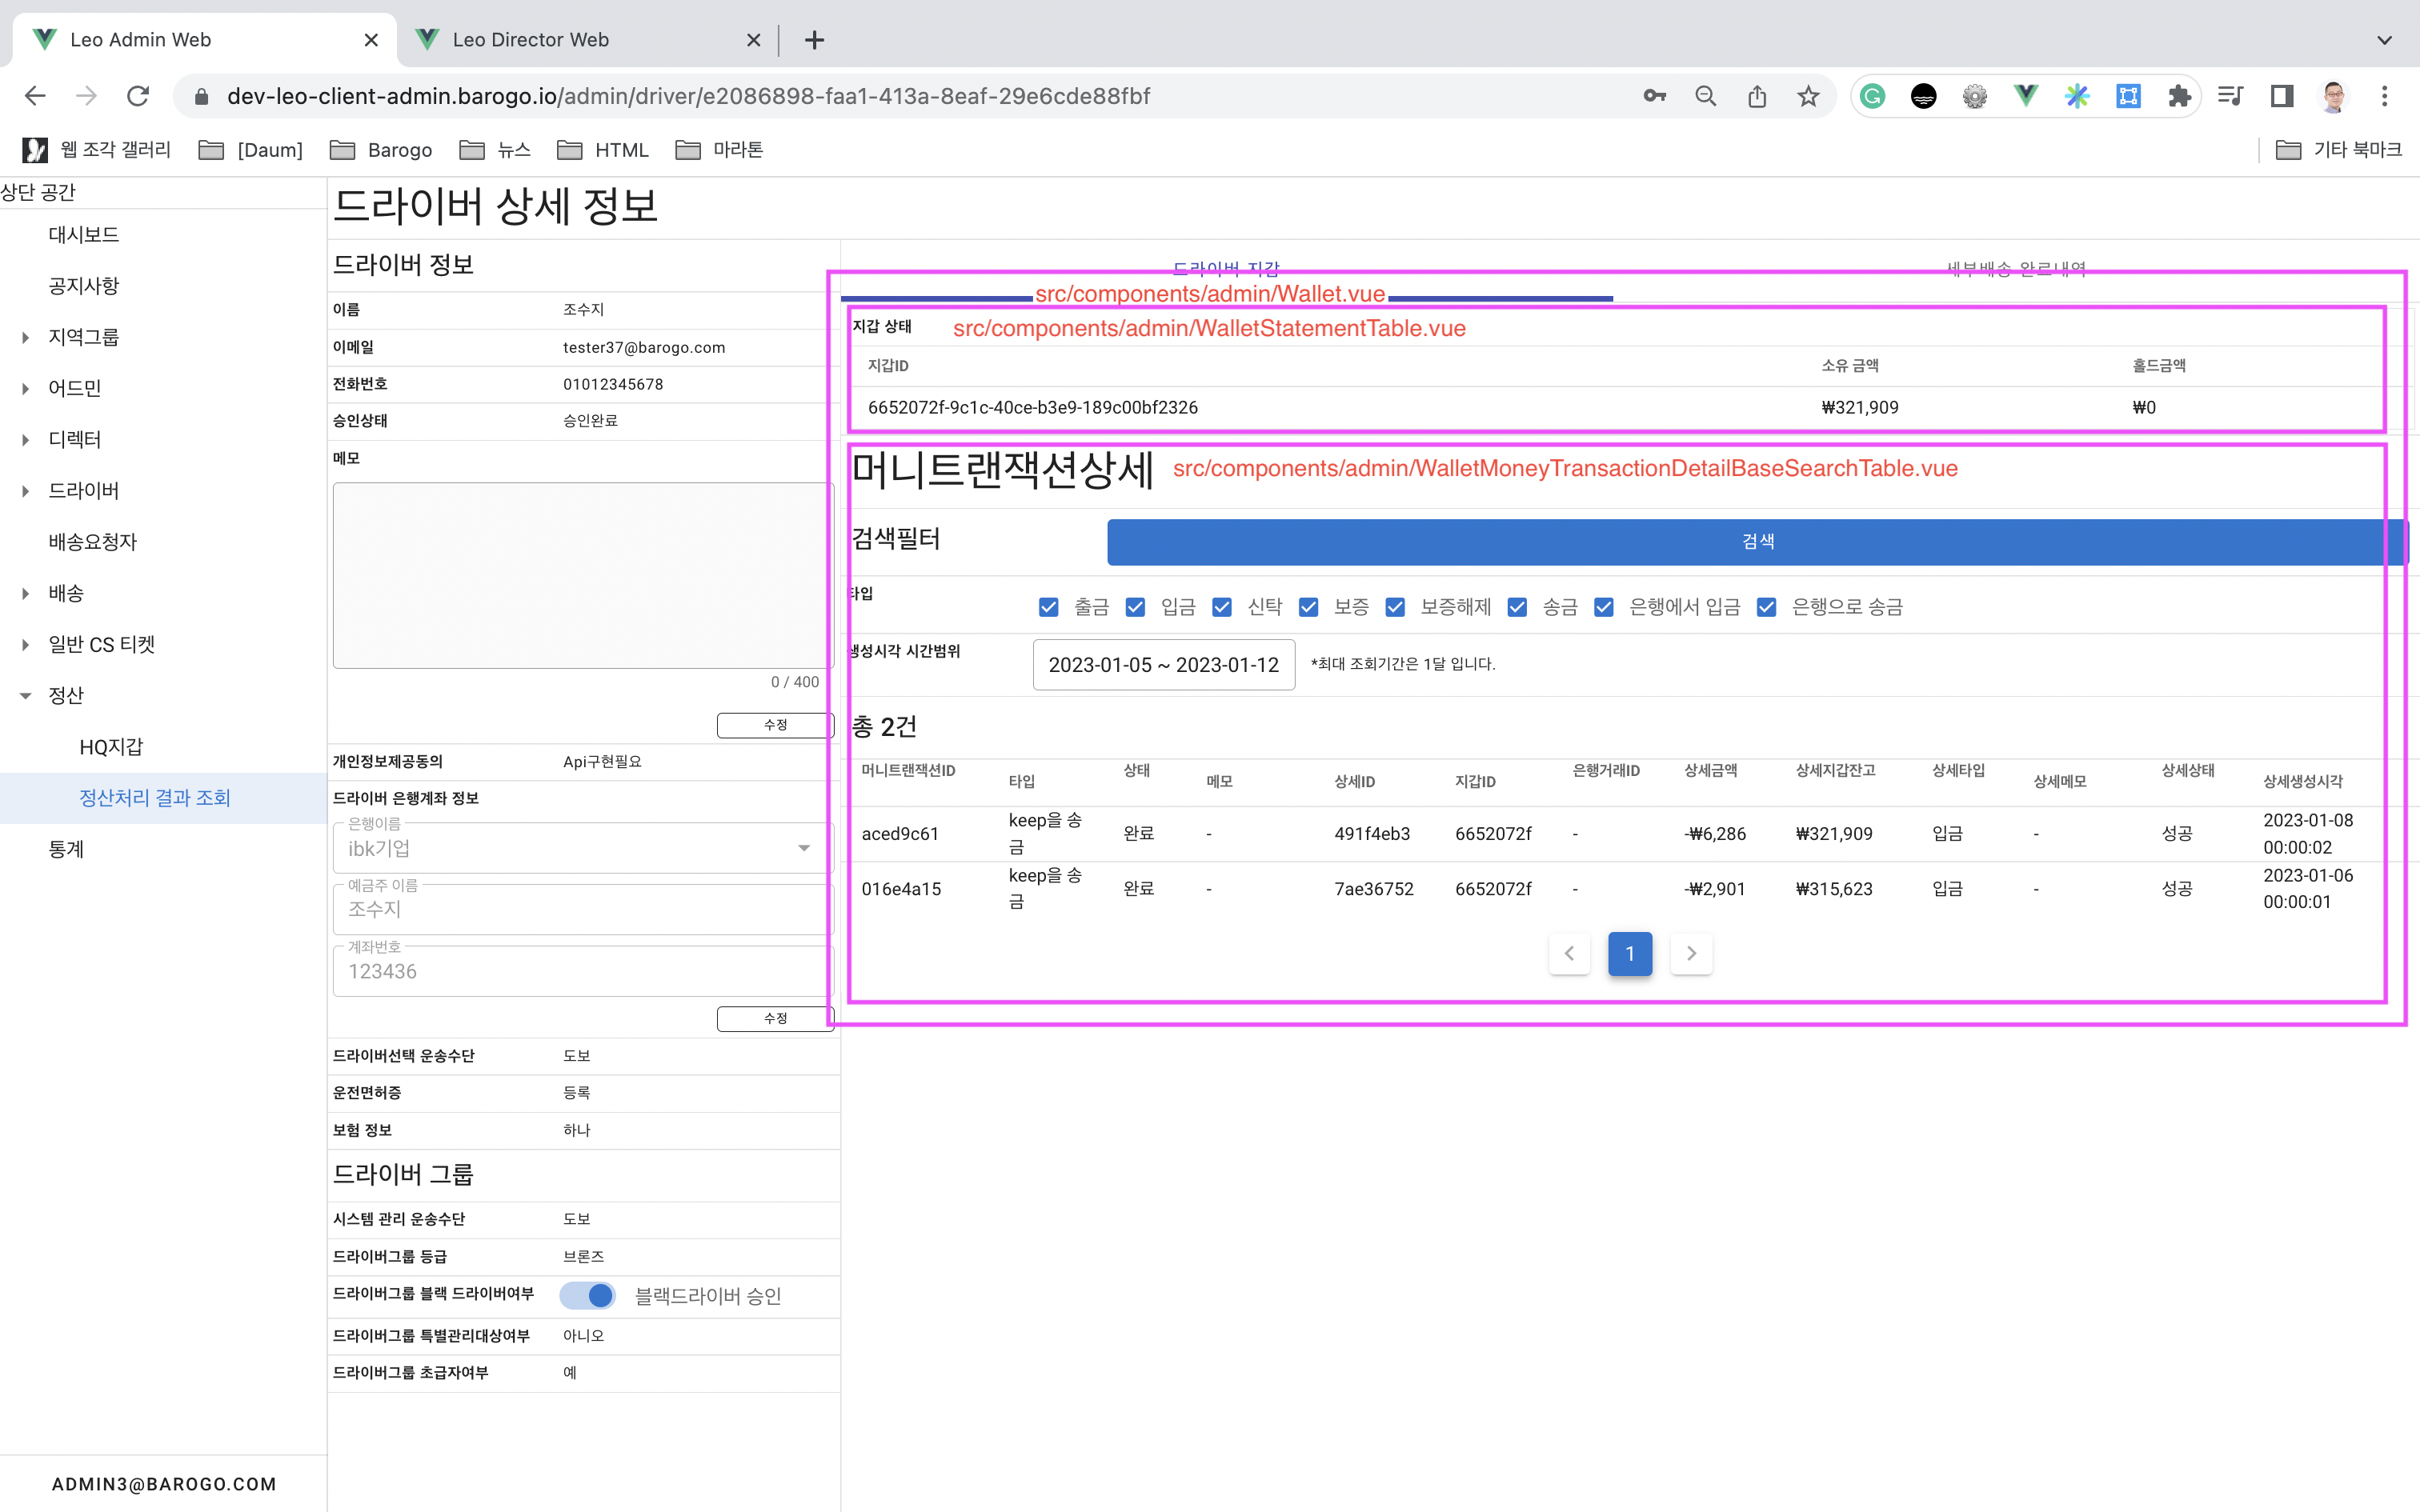 Leo Admin Web
Leo Director Web
dev-leo-client-admin.barogo.io/admin/driver/e2086898-faa1-413a-8eaf-29e6cde88fbf
웹 조각 갤러리 [Daum] Barogo 뉴스 HTML 마라톤 기타 북마크
상단 공간
대시보드
공지사항
지역그룹
어드민
디렉터
드라이버
배송요청자
배송
일반 CS 티켓
정산
HQ지갑
정산처리 결과 조회
통계
ADMIN3@BAROGO.COM
드라이버 상세 정보
드라이버 정보
이름 조수지
이메일 tester37@barogo.com
전화번호 01012345678
승인상태 승인완료
메모
0 / 400
수정
개인정보제공동의 Api구현필요
드라이버 은행계좌 정보
은행이름
ibk기업
예금주 이름
조수지
계좌번호
123436
수정
드라이버선택 운송수단 도보
운전면허증 등록
보험 정보 하나
드라이버 그룹
시스템 관리 운송수단 도보
드라이버그룹 등급 브론즈
드라이버그룹 블랙 드라이버여부 블랙드라이버 승인
드라이버그룹 특별관리대상여부 아니오
드라이버그룹 초급자여부 예
드라이버 지갑 세부배송 완료내역
src/components/admin/Wallet.vue
지갑 상태 src/components/admin/WalletStatementTable.vue
지갑ID 소유 금액 홀드금액
6652072f-9c1c-40ce-b3e9-189c00bf2326 ₩321,909 ₩0
머니트랜잭션상세 src/components/admin/WalletMoneyTransactionDetailBaseSearchTable.vue
검색필터 검색
타입 출금 입금 신탁 보증 보증해제 송금 은행에서 입금 은행으로 송금
생성시각 시간범위 2023-01-05 ~ 2023-01-12 *최대 조회기간은 1달 입니다.
총 2건
머니트랜잭션ID 타입 상태 메모 상세ID 지갑ID 은행거래ID 상세금액 상세지갑잔고 상세타입 상세메모 상세상태 상세생성시각
aced9c61 keep을 송금 완료 - 491f4eb3 6652072f - -₩6,286 ₩321,909 입금 - 성공 2023-01-08 00:00:02
016e4a15 keep을 송금 완료 - 7ae36752 6652072f - -₩2,901 ₩315,623 입금 - 성공 2023-01-06 00:00:01
1